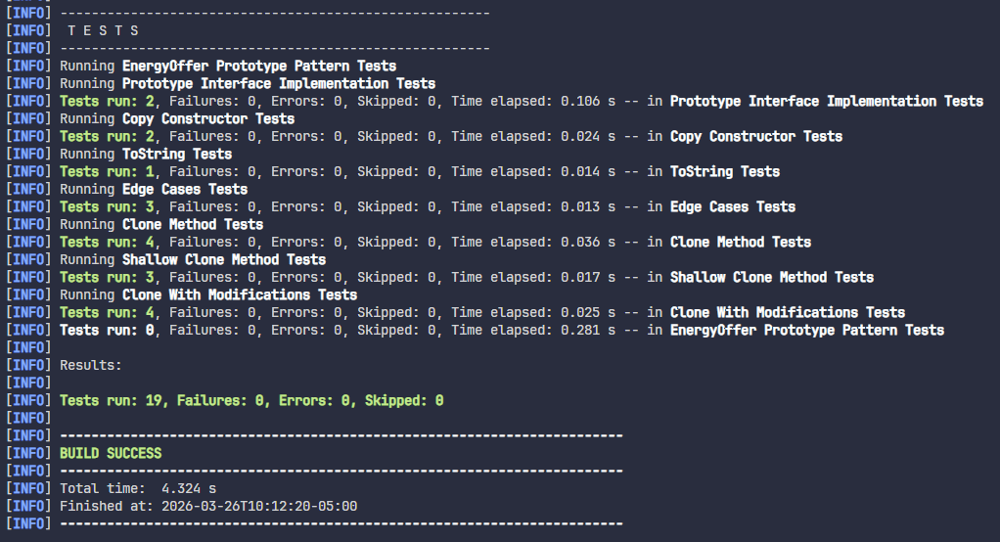 [INFO] -------------------------------------------------------
[INFO]  T E S T S
[INFO] -------------------------------------------------------
[INFO] Running EnergyOffer Prototype Pattern Tests
[INFO] Running Prototype Interface Implementation Tests
[INFO] Tests run: 2, Failures: 0, Errors: 0, Skipped: 0, Time elapsed: 0.106 s -- in Prototype Interface Implementation Tests
[INFO] Running Copy Constructor Tests
[INFO] Tests run: 2, Failures: 0, Errors: 0, Skipped: 0, Time elapsed: 0.024 s -- in Copy Constructor Tests
[INFO] Running ToString Tests
[INFO] Tests run: 1, Failures: 0, Errors: 0, Skipped: 0, Time elapsed: 0.014 s -- in ToString Tests
[INFO] Running Edge Cases Tests
[INFO] Tests run: 3, Failures: 0, Errors: 0, Skipped: 0, Time elapsed: 0.013 s -- in Edge Cases Tests
[INFO] Running Clone Method Tests
[INFO] Tests run: 4, Failures: 0, Errors: 0, Skipped: 0, Time elapsed: 0.036 s -- in Clone Method Tests
[INFO] Running Shallow Clone Method Tests
[INFO] Tests run: 3, Failures: 0, Errors: 0, Skipped: 0, Time elapsed: 0.017 s -- in Shallow Clone Method Tests
[INFO] Running Clone With Modifications Tests
[INFO] Tests run: 4, Failures: 0, Errors: 0, Skipped: 0, Time elapsed: 0.025 s -- in Clone With Modifications Tests
[INFO] Tests run: 0, Failures: 0, Errors: 0, Skipped: 0, Time elapsed: 0.281 s -- in EnergyOffer Prototype Pattern Tests
[INFO]
[INFO] Results:
[INFO]
[INFO] Tests run: 19, Failures: 0, Errors: 0, Skipped: 0
[INFO]
[INFO] ------------------------------------------------------------------------
[INFO] BUILD SUCCESS
[INFO] ------------------------------------------------------------------------
[INFO] Total time:  4.324 s
[INFO] Finished at: 2026-03-26T10:12:20-05:00
[INFO] ------------------------------------------------------------------------